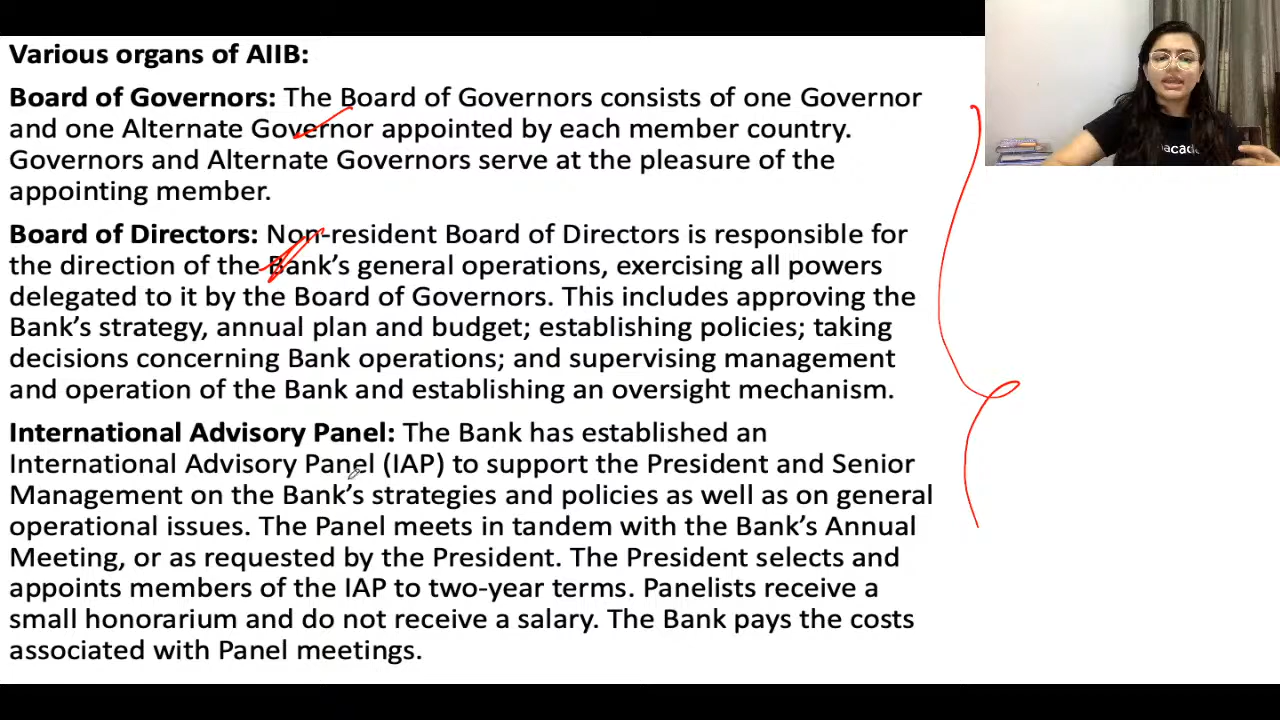 Various organs of AIIB:
Board of Governors: The Board of Governors consists of one Governor
and one Alternate Governor appointed by each member country.
Governors and Alternate Governors serve at the pleasure of the
appointing member.
Board of Directors: Non-resident Board of Directors is responsible for
the direction of the Bank’s general operations, exercising all powers
delegated to it by the Board of Governors. This includes approving the
Bank’s strategy, annual plan and budget; establishing policies; taking
decisions concerning Bank operations; and supervising management
and operation of the Bank and establishing an oversight mechanism.
International Advisory Panel: The Bank has established an
International Advisory Panel (IAP) to support the President and Senior
Management on the Bank’s strategies and policies as well as on general
operational issues. The Panel meets in tandem with the Bank’s Annual
Meeting, or as requested by the President. The President selects and
appoints members of the IAP to two-year terms. Panelists receive a
small honorarium and do not receive a salary. The Bank pays the costs
associated with Panel meetings.